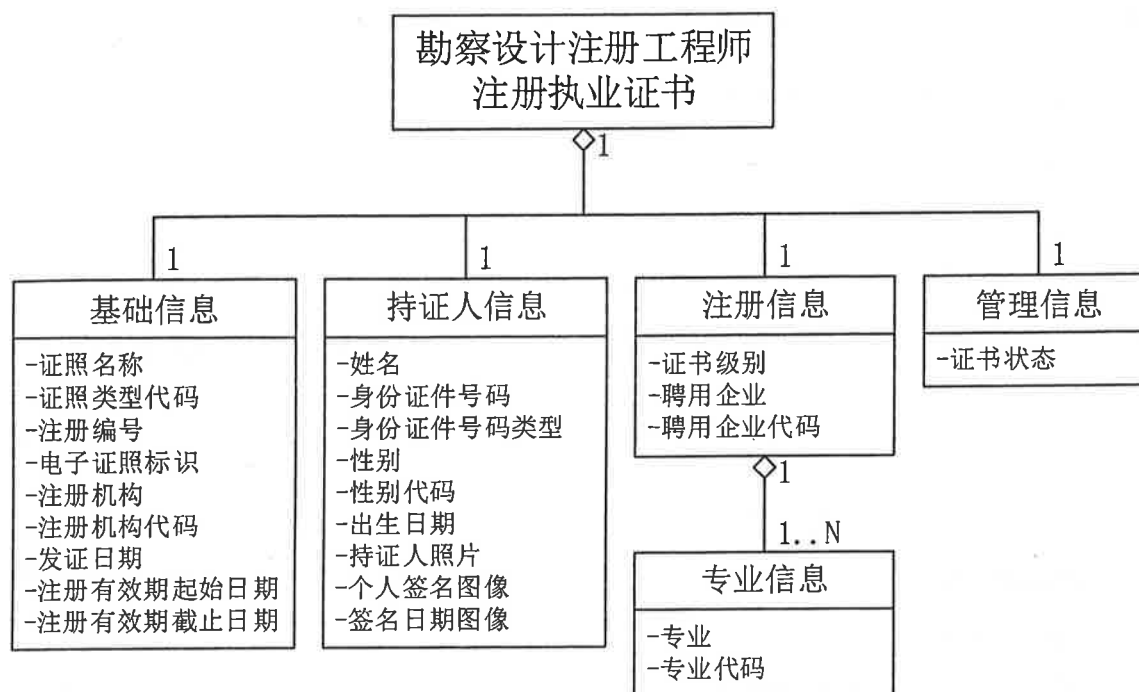 勘察设计注册工程师
注册执业证书
1
1
1
1
1
基础信息
-证照名称
-证照类型代码
-注册编号
-电子证照标识
-注册机构
-注册机构代码
-发证日期
-注册有效期起始日期
-注册有效期截止日期
持证人信息
-姓名
-身份证件号码
-身份证件号码类型
-性别
-性别代码
-出生日期
-持证人照片
-个人签名图像
-签名日期图像
注册信息
-证书级别
-聘用企业
-聘用企业代码
1
1..N
专业信息
-专业
-专业代码
管理信息
-证书状态